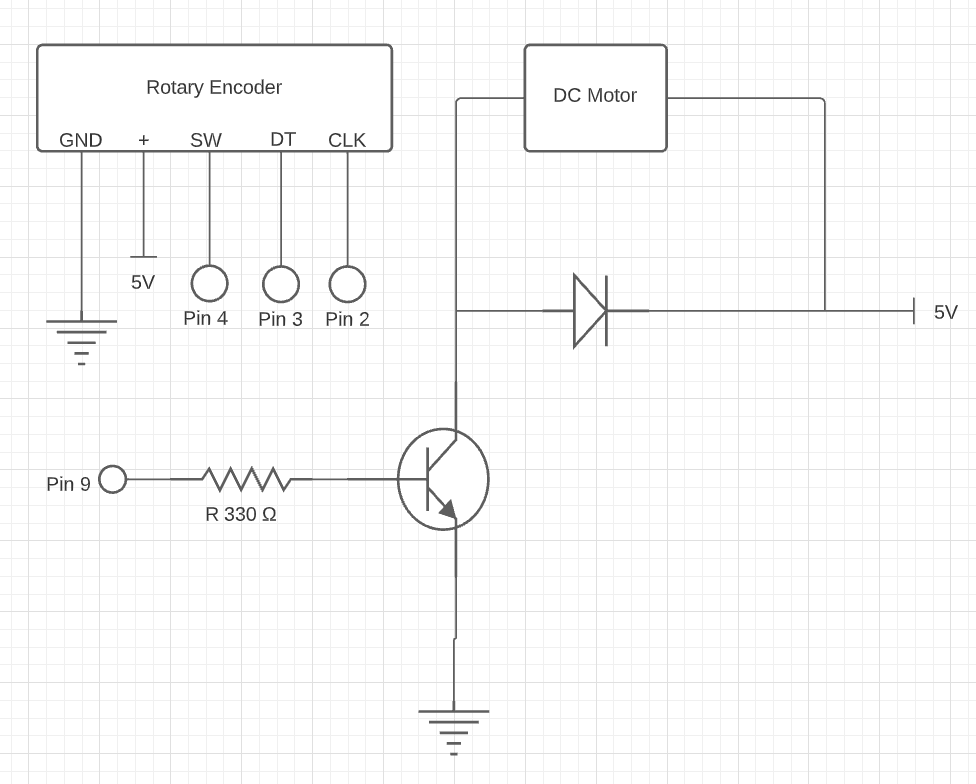 Rotary Encoder
DC Motor
GND
+
SW
DT
CLK
5V
Pin 4
Pin 3
Pin 2
5V
Pin 9
R 330 Ω